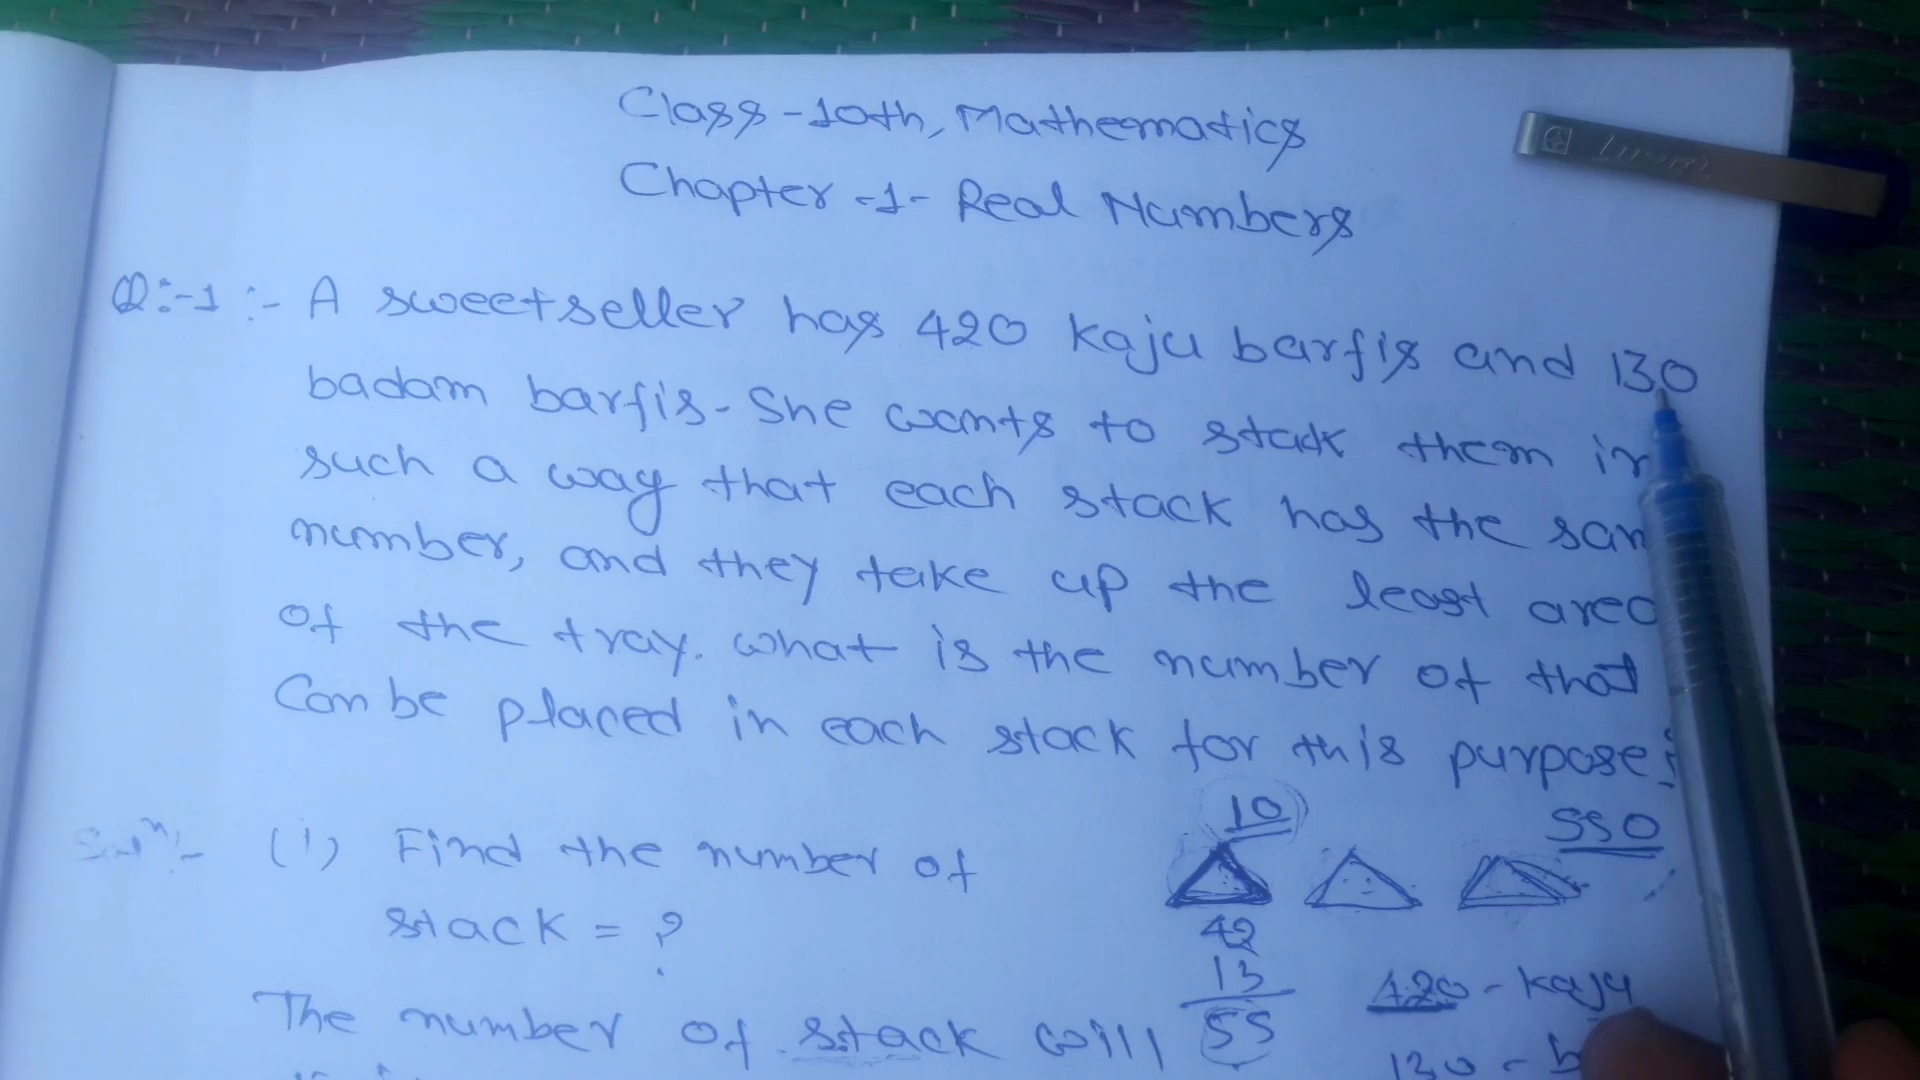 Class-10th, Mathematics
Chapter-1- Real Numbers
Q:-1:- A sweetseller has 420 kaju barfis and 130
badam barfis. She wants to stack them in
such a way that each stack has the sam
number, and they take up the least area
of the tray. What is the number of that
Can be placed in each stack for this purpose?
Solⁿ:- (i) Find the number of
stack = ?
10
550
42
13
55
420 - kaju
The number of stack will
130 - b